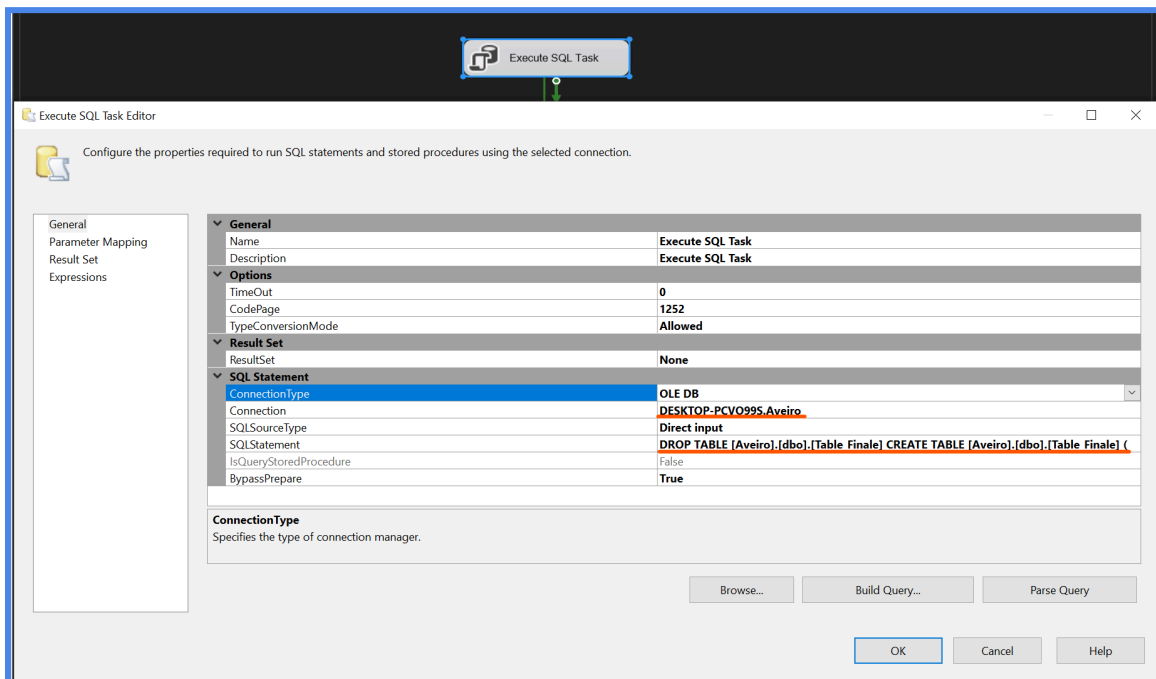 Execute SQL Task
Execute SQL Task Editor
Configure the properties required to run SQL statements and stored procedures using the selected connection.
General
Parameter Mapping
Result Set
Expressions
General
Name Execute SQL Task
Description Execute SQL Task
Options
TimeOut 0
CodePage 1252
TypeConversionMode Allowed
Result Set
ResultSet None
SQL Statement
ConnectionType OLE DB
Connection DESKTOP-PCVO99S.Aveiro
SQLSourceType Direct input
SQLStatement DROP TABLE [Aveiro].[dbo].[Table Finale] CREATE TABLE [Aveiro].[dbo].[Table Finale] (
IsQueryStoredProcedure False
BypassPrepare True
ConnectionType
Specifies the type of connection manager.
Browse... Build Query... Parse Query
OK Cancel Help